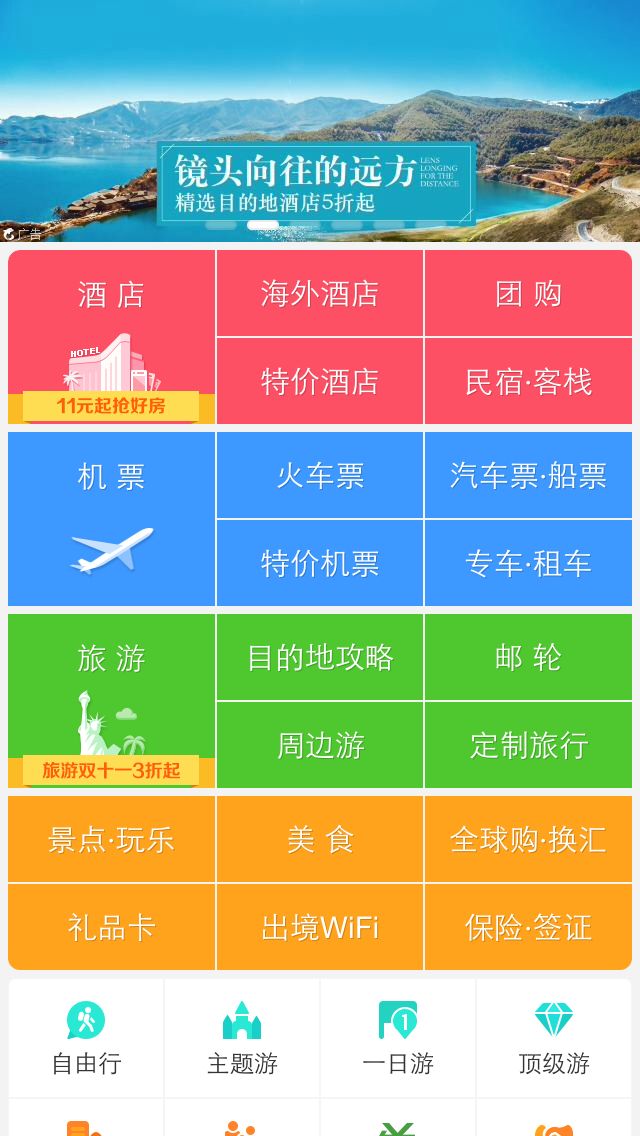 镜头向往的远方
LENS
LONGING
FOR THE
DISTANCE
精选目的地酒店5折起
广告
酒店
海外酒店
团购
HOTEL
特价酒店
民宿·客栈
11元起抢好房
机票
火车票
汽车票·船票
特价机票
专车·租车
旅游
目的地攻略
邮轮
周边游
定制旅行
旅游双十一3折起
景点·玩乐
美食
全球购·换汇
礼品卡
出境WiFi
保险·签证
自由行
主题游
1
一日游
顶级游